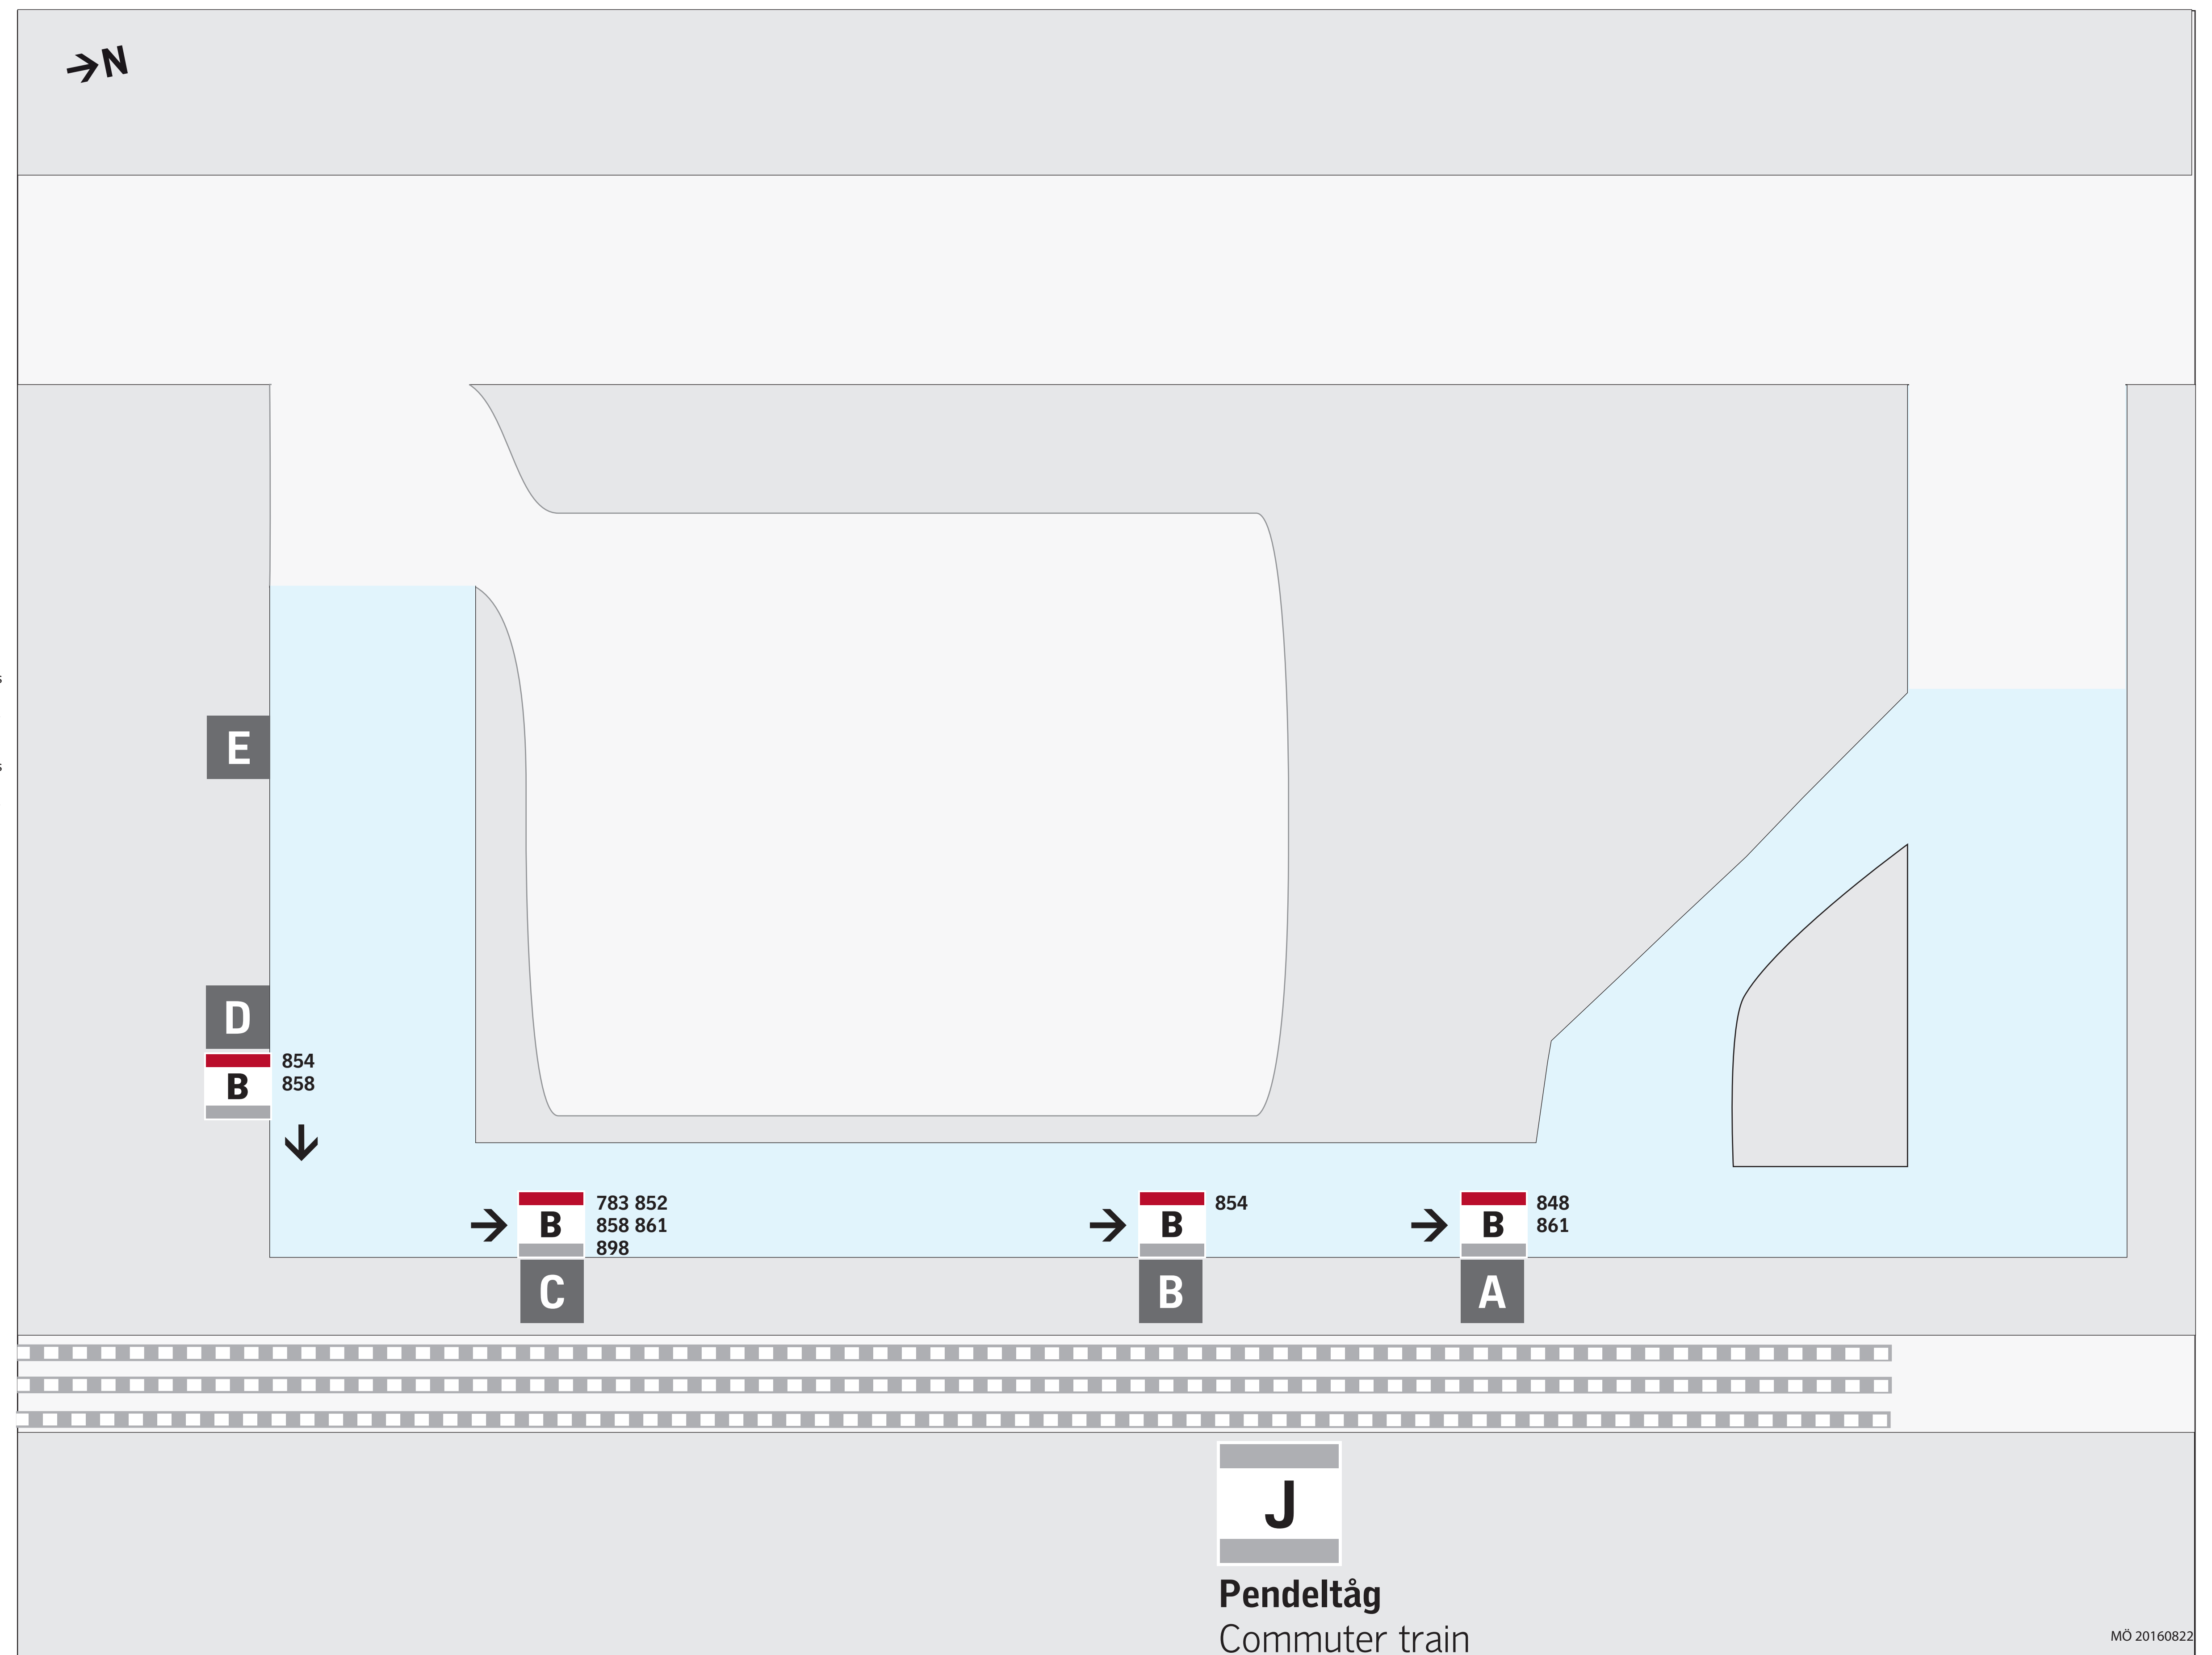 N
s
s
E
D
854
B
858
783 852
B
858 861
898
C
854
B
B
848
B
861
A
J
Pendeltåg
Commuter train
MÖ 20160822